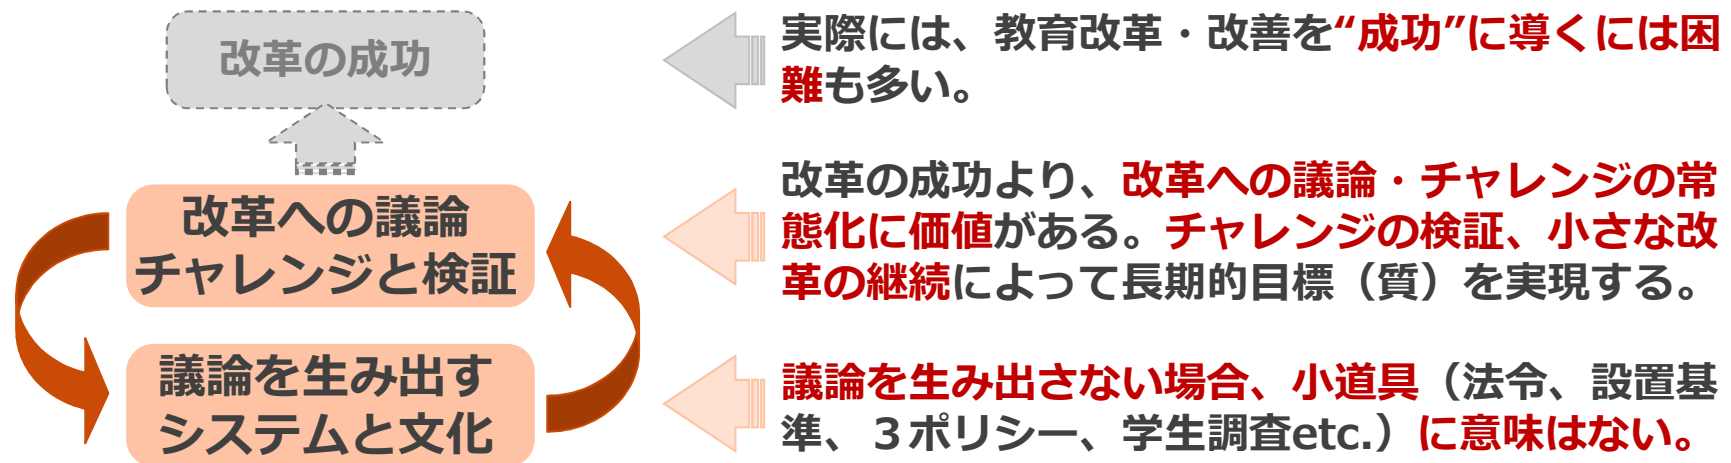 改革の成功
実際には、教育改革・改善を“成功”に導くには困
難も多い。
改革への議論
チャレンジと検証
改革の成功より、改革への議論・チャレンジの常
態化に価値がある。チャレンジの検証、小さな改
革の継続によって長期的目標（質）を実現する。
議論を生み出す
システムと文化
議論を生み出さない場合、小道具（法令、設置基
準、３ポリシー、学生調査etc.）に意味はない。